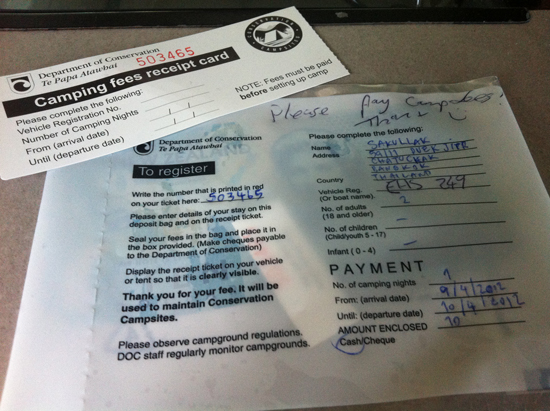 CONSERVATION
CAMPSITES
Department of Conservation
Te Papa Atawhai
503465
Camping fees receipt card
Please complete the following:
Vehicle Registration No.
Number of Camping Nights
From (arrival date)
Until (departure date)
NOTE: Fees must be paid
before setting up camp
Please Pay Campsites
Thank
Department of Conservation
Te Papa Atawhai
To register
Write the number that is printed in red
on your ticket here: 503465
Please enter details of your stay on this
deposit bag and on the receipt ticket.
Seal your fees in the bag and place it in
the box provided. (Make cheques payable
to the Department of Conservation)
Display the receipt ticket on your vehicle
or tent so that it is clearly visible.
Thank you for your fee. It will be
used to maintain Conservation
Campsites.
Please observe campground regulations.
DOC staff regularly monitor campgrounds.
Please complete the following:
Name SAKULLAK
Address
Country THAILAND
Vehicle Reg. 249
(Or boat name)
No. of adults 2
(18 and older)
No. of children –
(Child/youth 5 - 17)
Infant (0 - 4) –
PAYMENT
No. of camping nights 1
From: (arrival date) 9/4/2012
Until: (departure date) 10/4/2012
AMOUNT ENCLOSED 10
Cash/Cheque